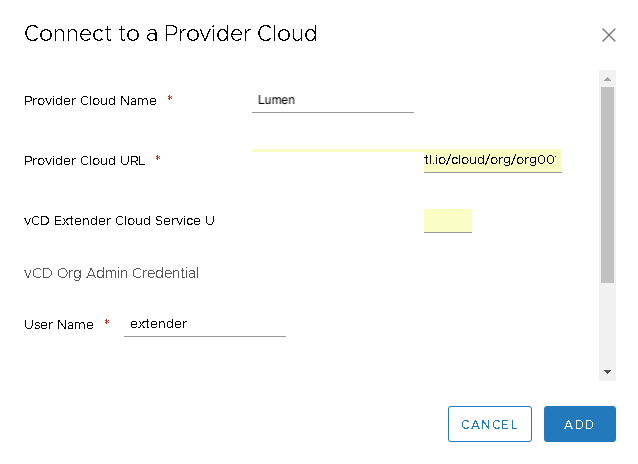 Connect to a Provider Cloud
Provider Cloud Name *
Lumen
Provider Cloud URL *
tl.io/cloud/org/org00
vCD Extender Cloud Service U
vCD Org Admin Credential
User Name *
extender
CANCEL
ADD